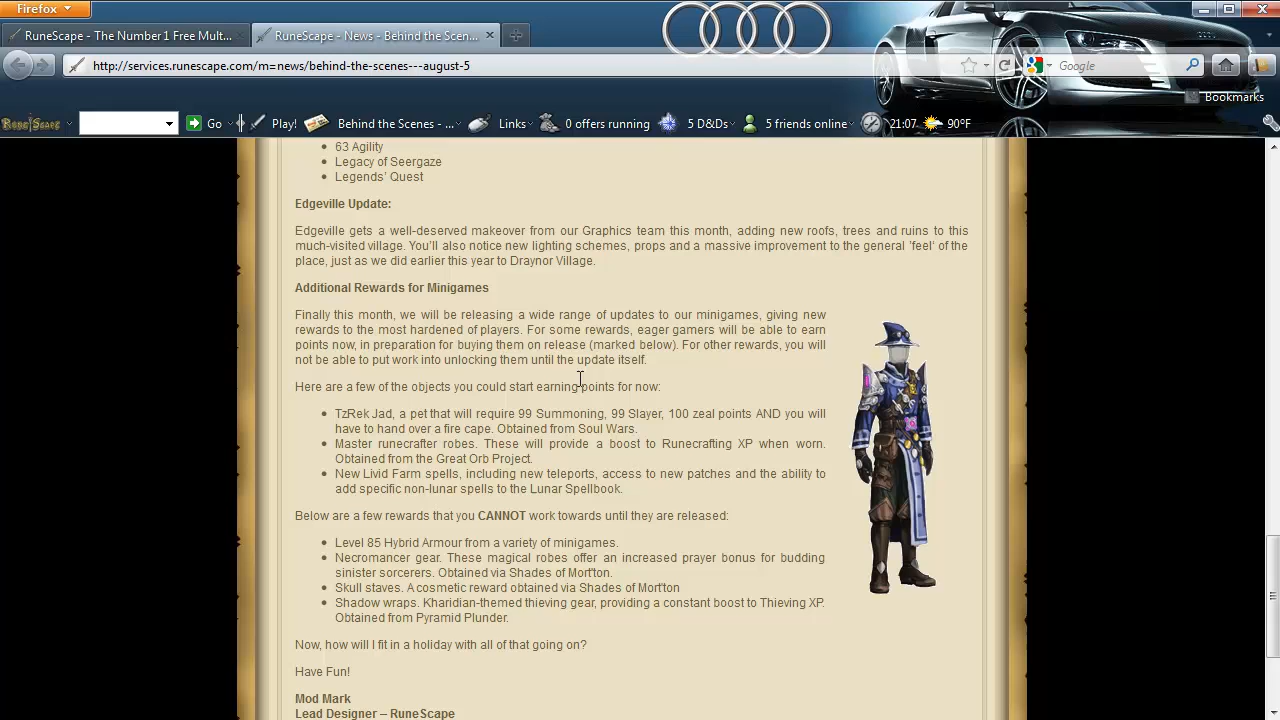 Firefox
RuneScape - The Number 1 Free Mult...
RuneScape - News - Behind the Scen...
http://services.runescape.com/m=news/behind-the-scenes---august-5
Google
Bookmarks
RuneScape
Go
Play!
Behind the Scenes - ...
Links
0 offers running
5 D&Ds
5 friends online
21:07
90°F
• 63 Agility
• Legacy of Seergaze
• Legends' Quest
Edgeville Update:
Edgeville gets a well-deserved makeover from our Graphics team this month, adding new roofs, trees and ruins to this
much-visited village. You'll also notice new lighting schemes, props and a massive improvement to the general 'feel' of the
place, just as we did earlier this year to Draynor Village.
Additional Rewards for Minigames
Finally this month, we will be releasing a wide range of updates to our minigames, giving new
rewards to the most hardened of players. For some rewards, eager gamers will be able to earn
points now, in preparation for buying them on release (marked below). For other rewards, you will
not be able to put work into unlocking them until the update itself.
Here are a few of the objects you could start earning points for now:
• TzRek Jad, a pet that will require 99 Summoning, 99 Slayer, 100 zeal points AND you will
have to hand over a fire cape. Obtained from Soul Wars.
• Master runecrafter robes. These will provide a boost to Runecrafting XP when worn.
Obtained from the Great Orb Project.
• New Livid Farm spells, including new teleports, access to new patches and the ability to
add specific non-lunar spells to the Lunar Spellbook.
Below are a few rewards that you CANNOT work towards until they are released:
• Level 85 Hybrid Armour from a variety of minigames.
• Necromancer gear. These magical robes offer an increased prayer bonus for budding
sinister sorcerers. Obtained via Shades of Mort'ton.
• Skull staves. A cosmetic reward obtained via Shades of Mort'ton
• Shadow wraps. Kharidian-themed thieving gear, providing a constant boost to Thieving XP.
Obtained from Pyramid Plunder.
Now, how will I fit in a holiday with all of that going on?
Have Fun!
Mod Mark
Lead Designer – RuneScape